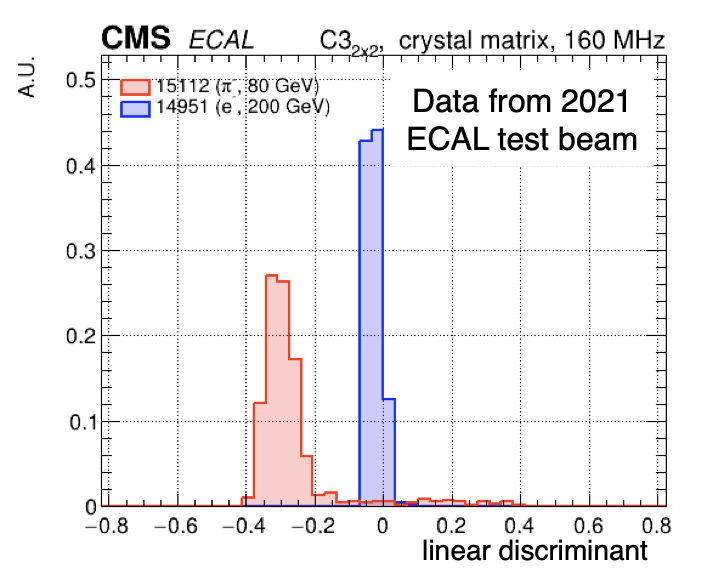 CMS ECAL C3_{2x2}, crystal matrix, 160 MHz
A.U.
15112 (π⁻, 80 GeV)
14951 (e⁻, 200 GeV)
Data from 2021
ECAL test beam
0.5
0.4
0.3
0.2
0.1
0
−0.8 −0.6 −0.4 −0.2 0 0.2 0.4 0.6 0.8
linear discriminant